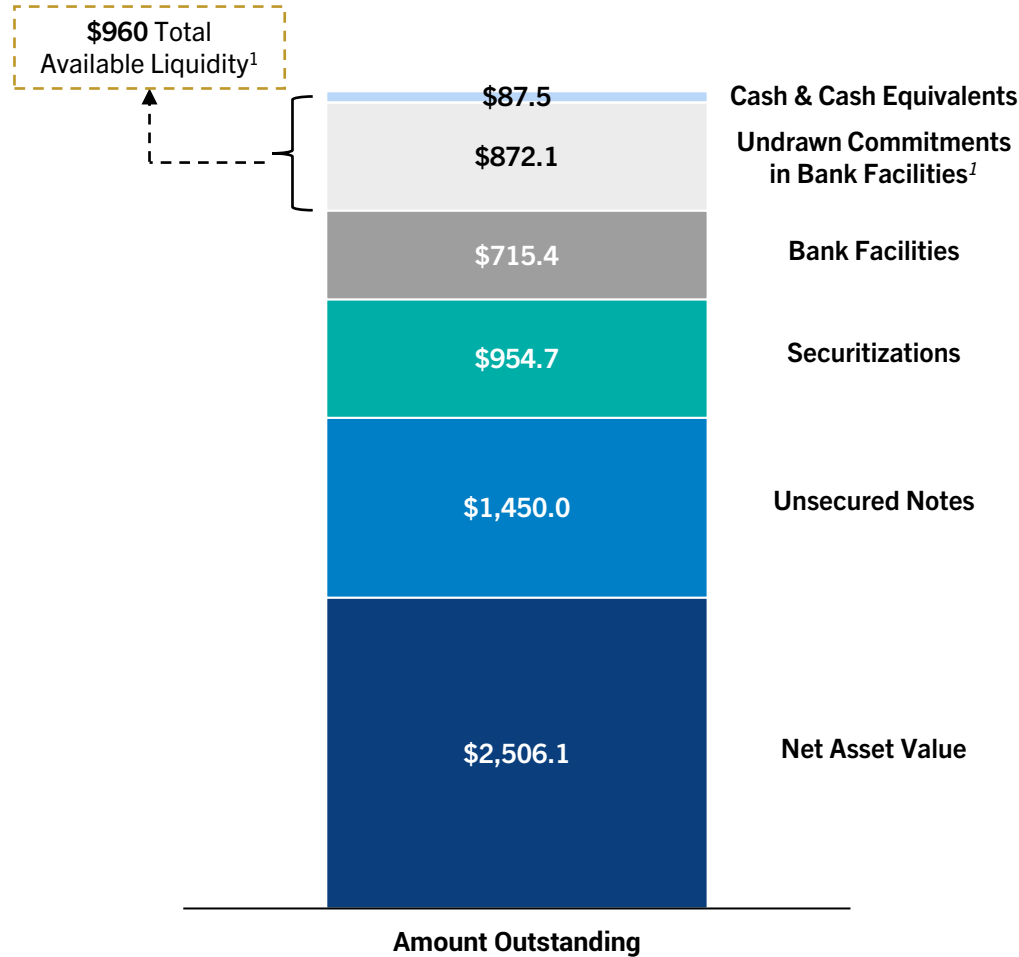 $960 Total
Available Liquidity¹
$87.5
Cash & Cash Equivalents
$872.1
Undrawn Commitments
in Bank Facilities¹
$715.4
Bank Facilities
$954.7
Securitizations
$1,450.0
Unsecured Notes
$2,506.1
Net Asset Value
Amount Outstanding